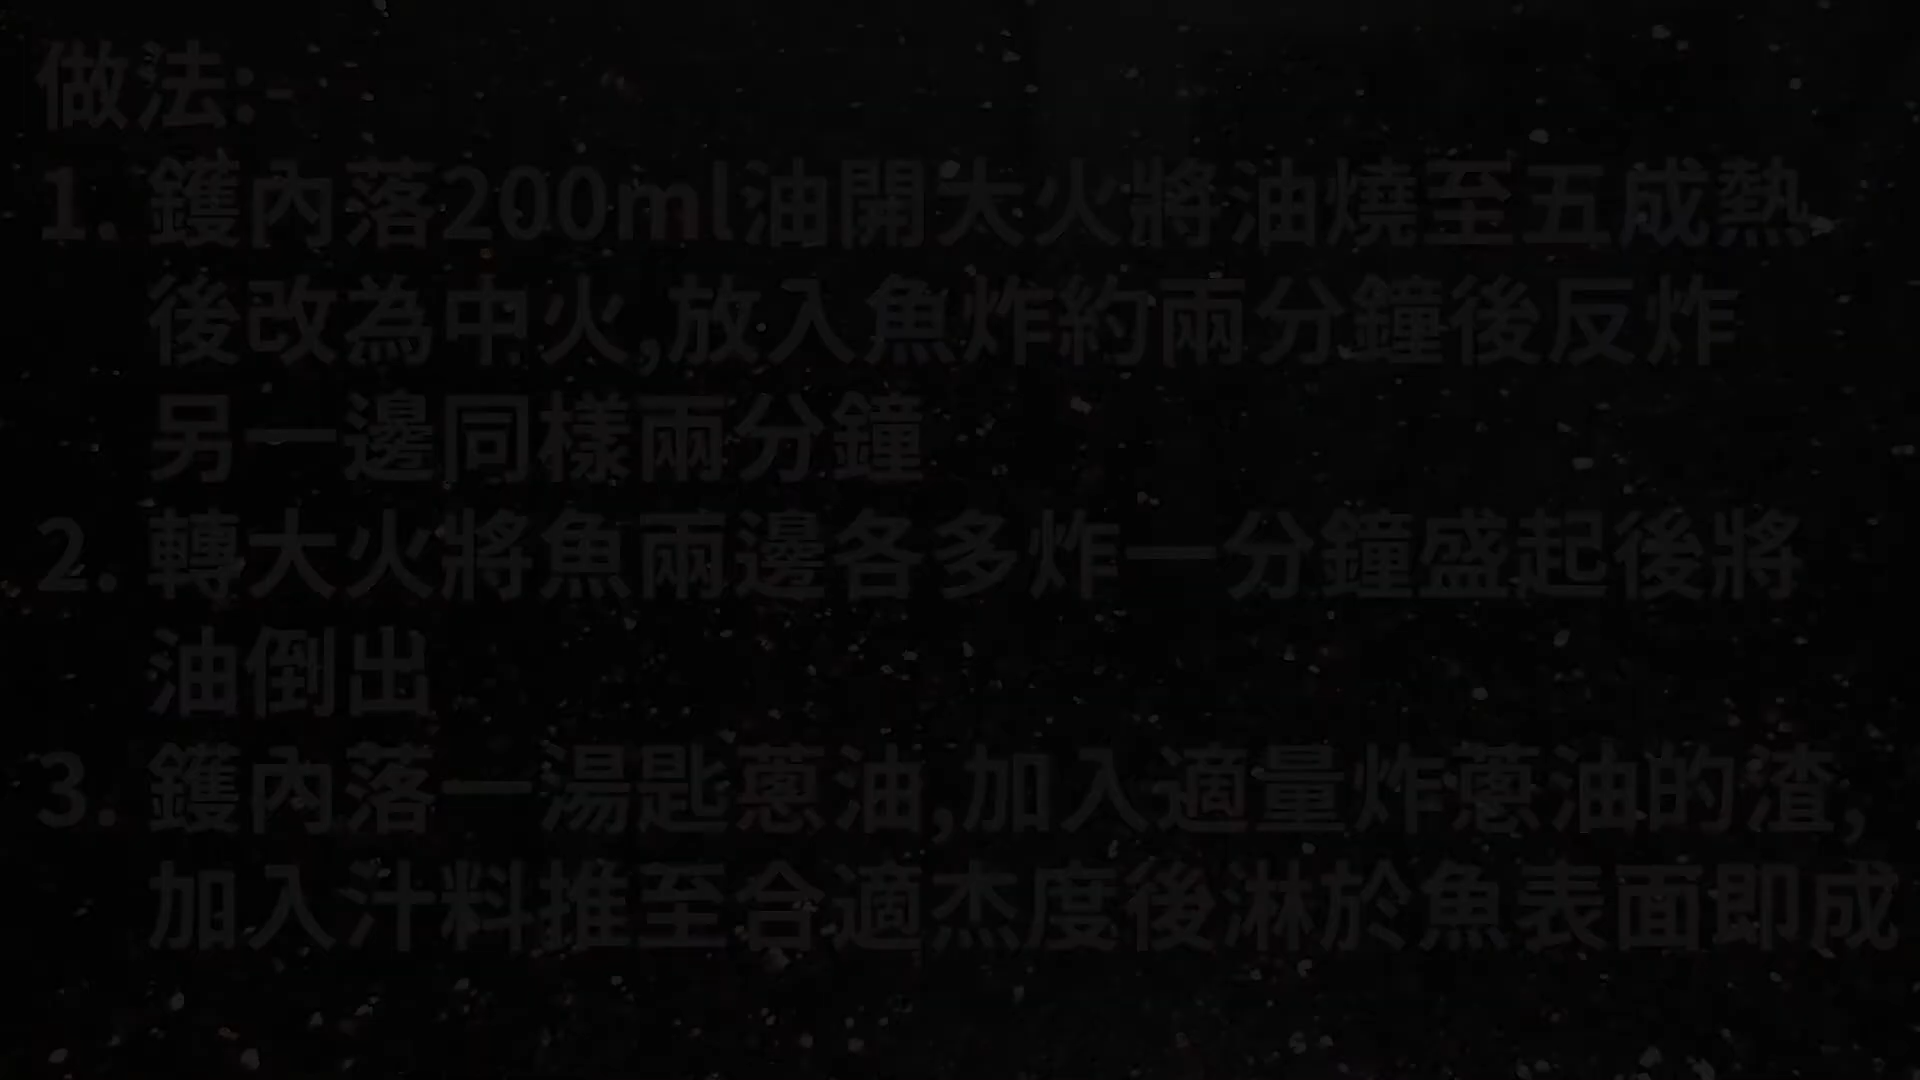 做法:-
1. 鑊內落200ml油開大火將油燒至五成熱
後改為中火,放入魚炸約兩分鐘後反炸
另一邊同樣兩分鐘
2. 轉大火將魚兩邊各多炸一分鐘盛起後將
油倒出
3. 鑊內落一湯匙蔥油,加入適量炸蔥油的渣,
加入汁料推至合適杰度後淋於魚表面即成